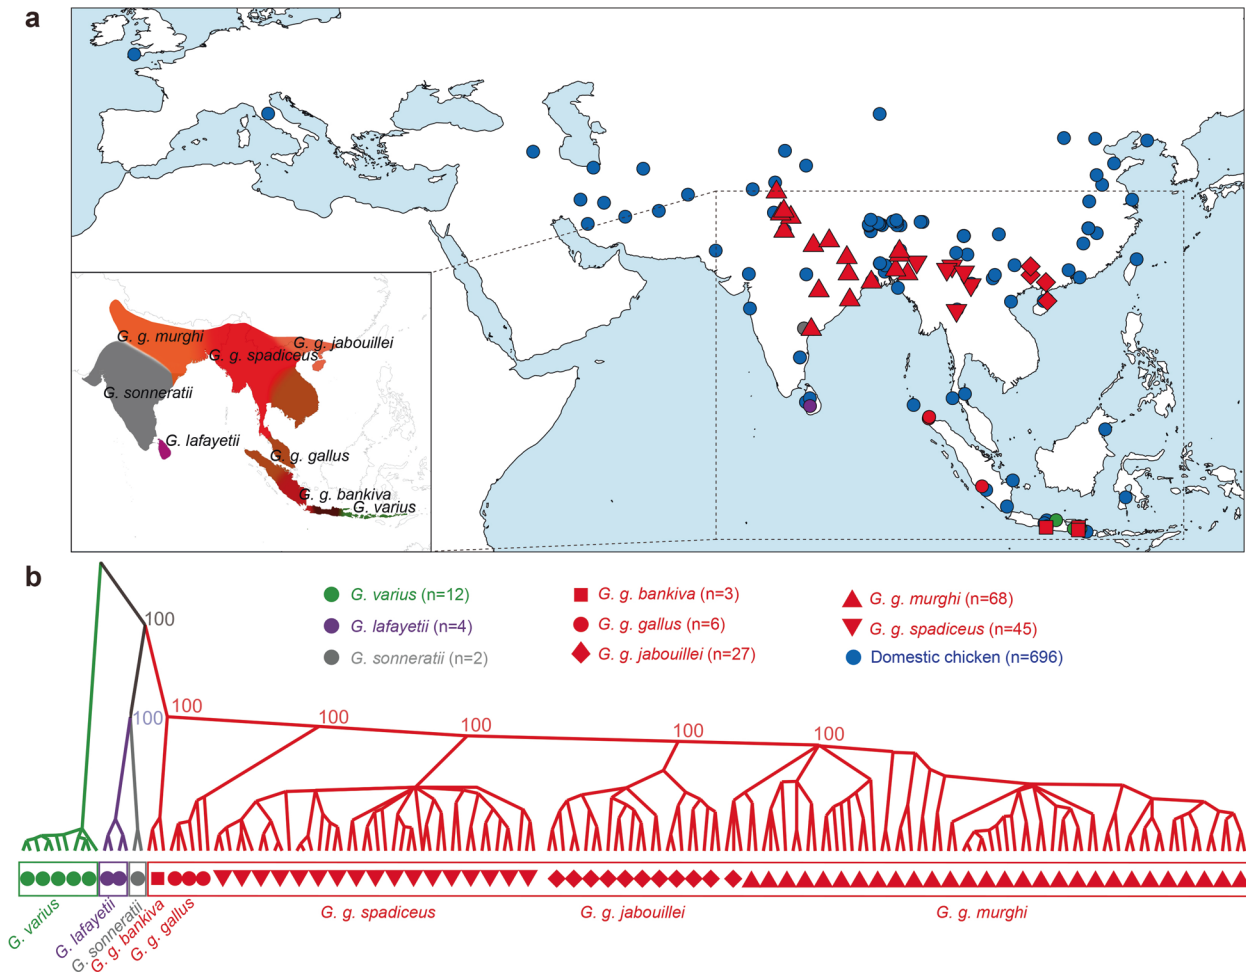 a
G. g. murghi
G. g. jabouillei
G. g. spadiceus
G. sonneratii
G. lafayetii
G. g. gallus
G. g. bankiva
G. varius
b
G. varius (n=12)
G. g. bankiva (n=3)
G. g. murghi (n=68)
G. lafayetii (n=4)
G. g. gallus (n=6)
G. g. spadiceus (n=45)
G. sonneratii (n=2)
G. g. jabouillei (n=27)
Domestic chicken (n=696)
100
100
100
100
100
100
100
G. varius
G. lafayetii
G. sonneratii
G. g. bankiva
G. g. gallus
G. g. spadiceus
G. g. jabouillei
G. g. murghi